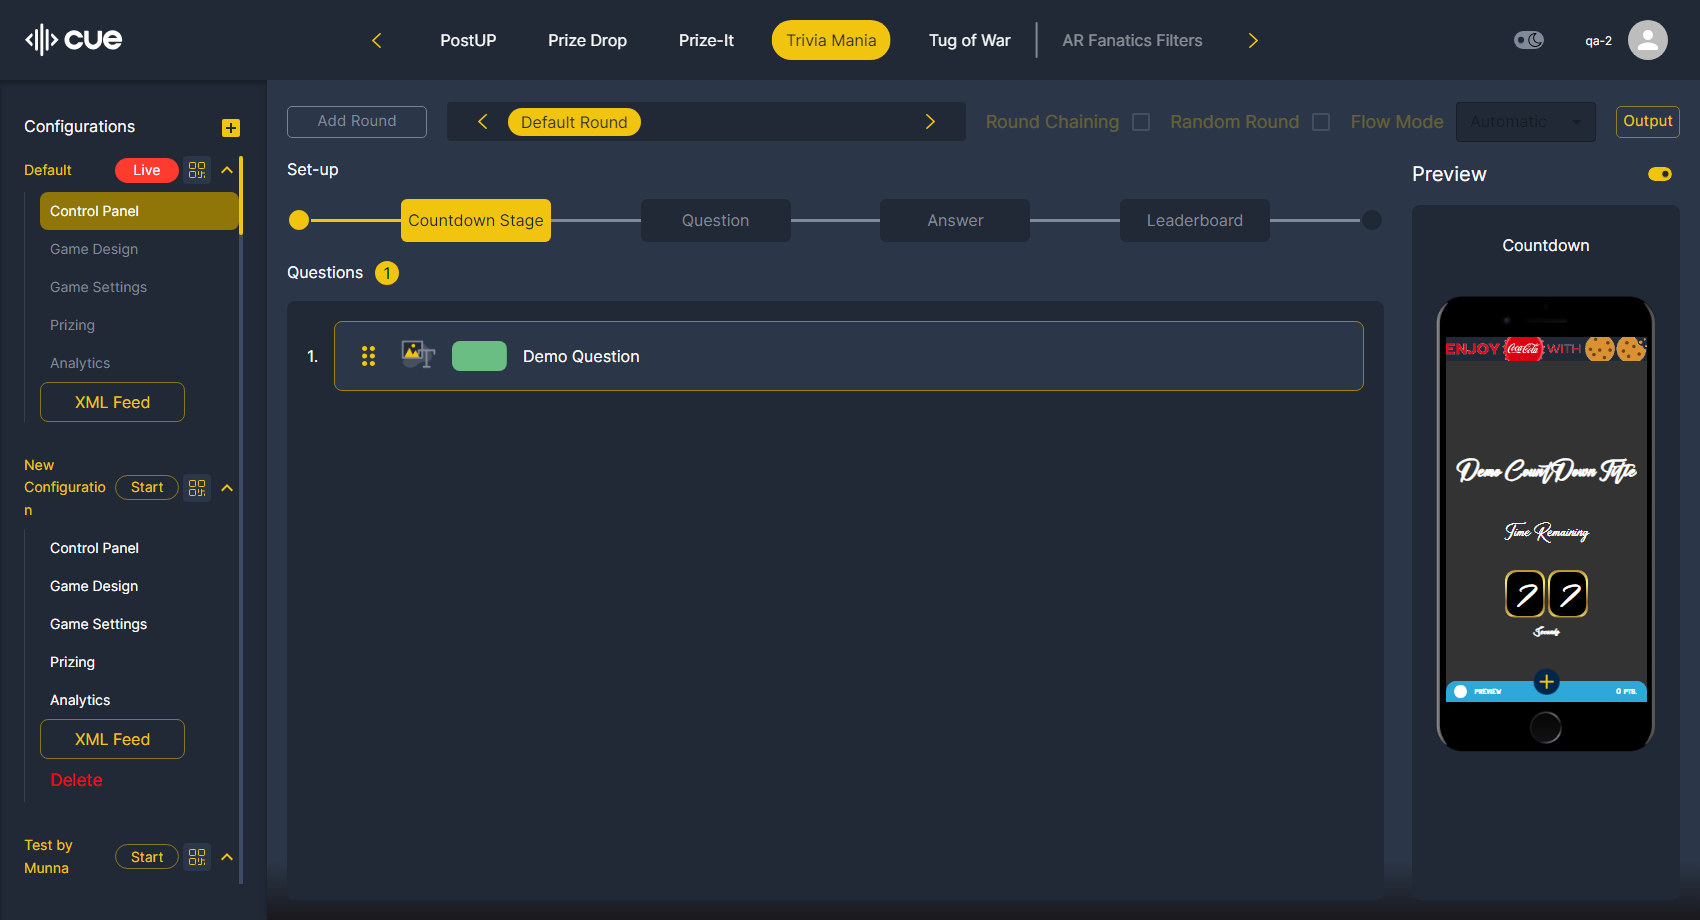 cue
PostUP
Prize Drop
Prize-It
Trivia Mania
Tug of War
AR Fanatics Filters
qa-2
Configurations
Default
Live
Control Panel
Game Design
Game Settings
Prizing
Analytics
XML Feed
New
Configuratio
n
Start
Control Panel
Game Design
Game Settings
Prizing
Analytics
XML Feed
Delete
Test by
Munna
Start
Add Round
Default Round
Round Chaining
Random Round
Flow Mode
Automatic
Output
Set-up
Countdown Stage
Question
Answer
Leaderboard
Questions 1
1.
T
Demo Question
Preview
Countdown
ENJOY Coca-Cola WITH
Demo CountDown Title
Time Remaining
? ?
Seconds
PREVIEW
0 PTS.